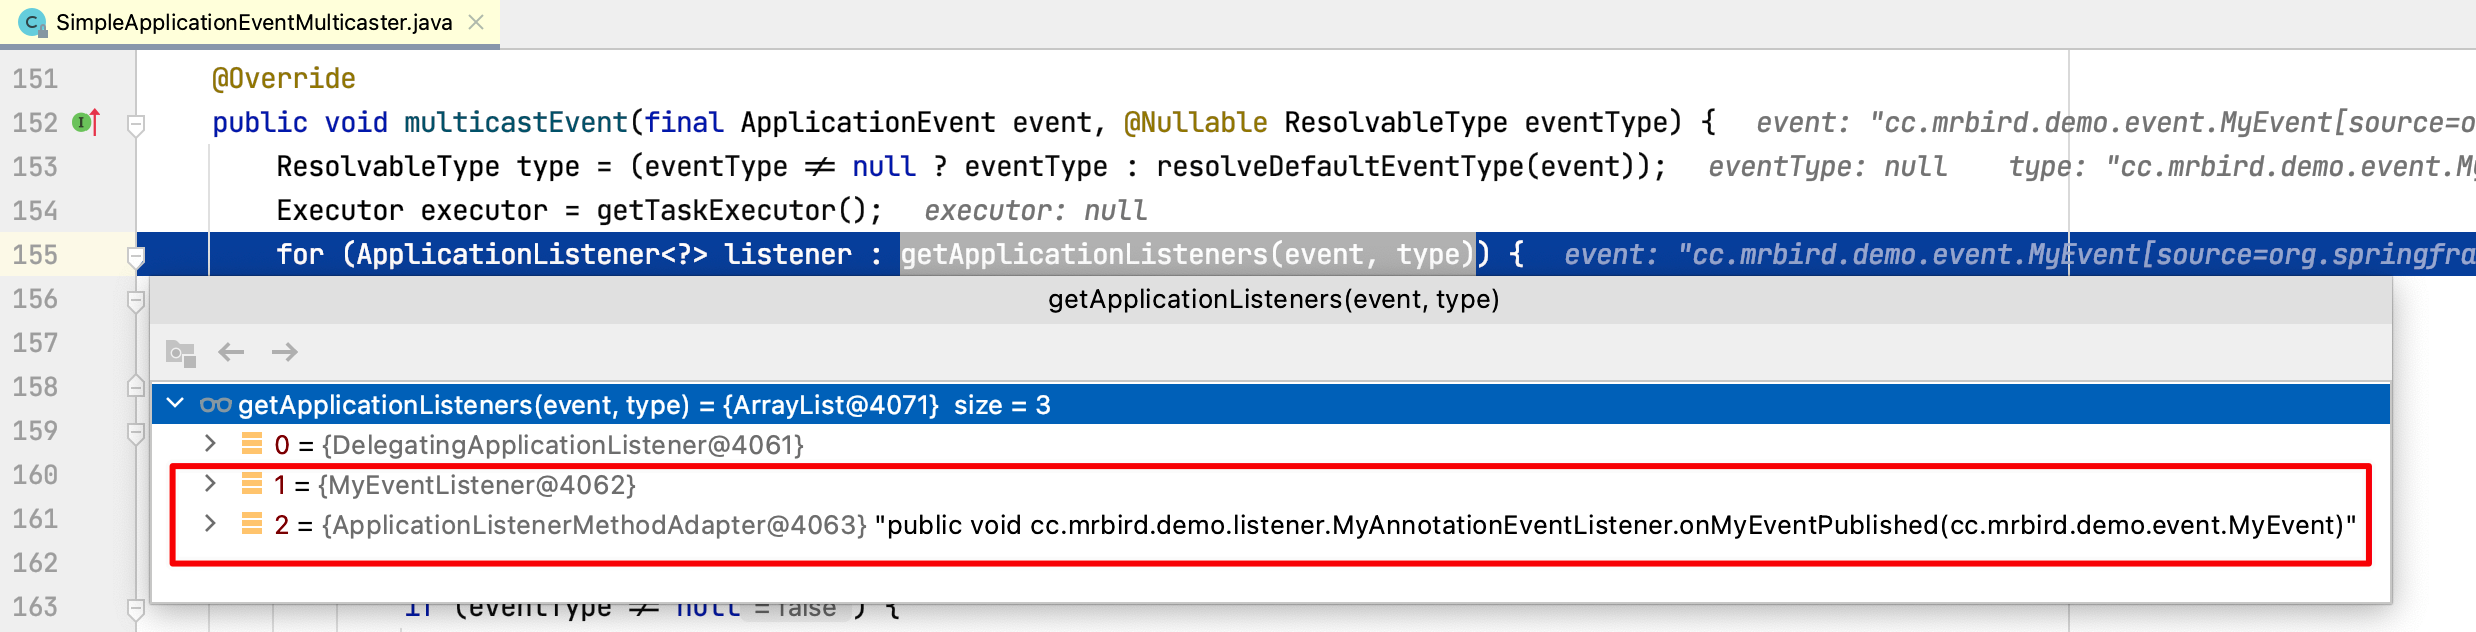 SimpleApplicationEventMulticaster.java
151 @Override
152 public void multicastEvent(final ApplicationEvent event, @Nullable ResolvableType eventType) { event: "cc.mrbird.demo.event.MyEvent[source=o
153 ResolvableType type = (eventType ≠ null ? eventType : resolveDefaultEventType(event)); eventType: null type: "cc.mrbird.demo.event.My
154 Executor executor = getTaskExecutor(); executor: null
155 for (ApplicationListener<?> listener : getApplicationListeners(event, type)) { event: "cc.mrbird.demo.event.MyEvent[source=org.springfra
156
getApplicationListeners(event, type)
157
158
getApplicationListeners(event, type) = {ArrayList@4071} size = 3
159
0 = {DelegatingApplicationListener@4061}
160
1 = {MyEventListener@4062}
161
2 = {ApplicationListenerMethodAdapter@4063} "public void cc.mrbird.demo.listener.MyAnnotationEventListener.onMyEventPublished(cc.mrbird.demo.event.MyEvent)"
162
163 if (eventType ≠ null = false ) {